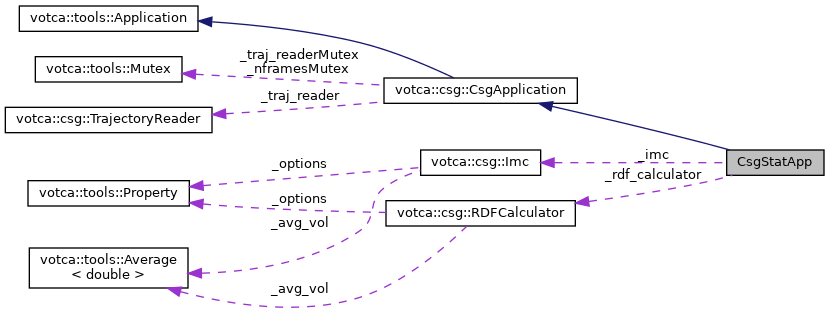 votca::tools::Application
_traj_readerMutex
_nframesMutex
votca::tools::Mutex
votca::csg::CsgApplication
_traj_reader
votca::csg::TrajectoryReader
_imc
votca::csg::Imc
CsgStatApp
_options
_rdf_calculator
votca::tools::Property
_options
votca::csg::RDFCalculator
_avg_vol
votca::tools::Average
< double >
_avg_vol